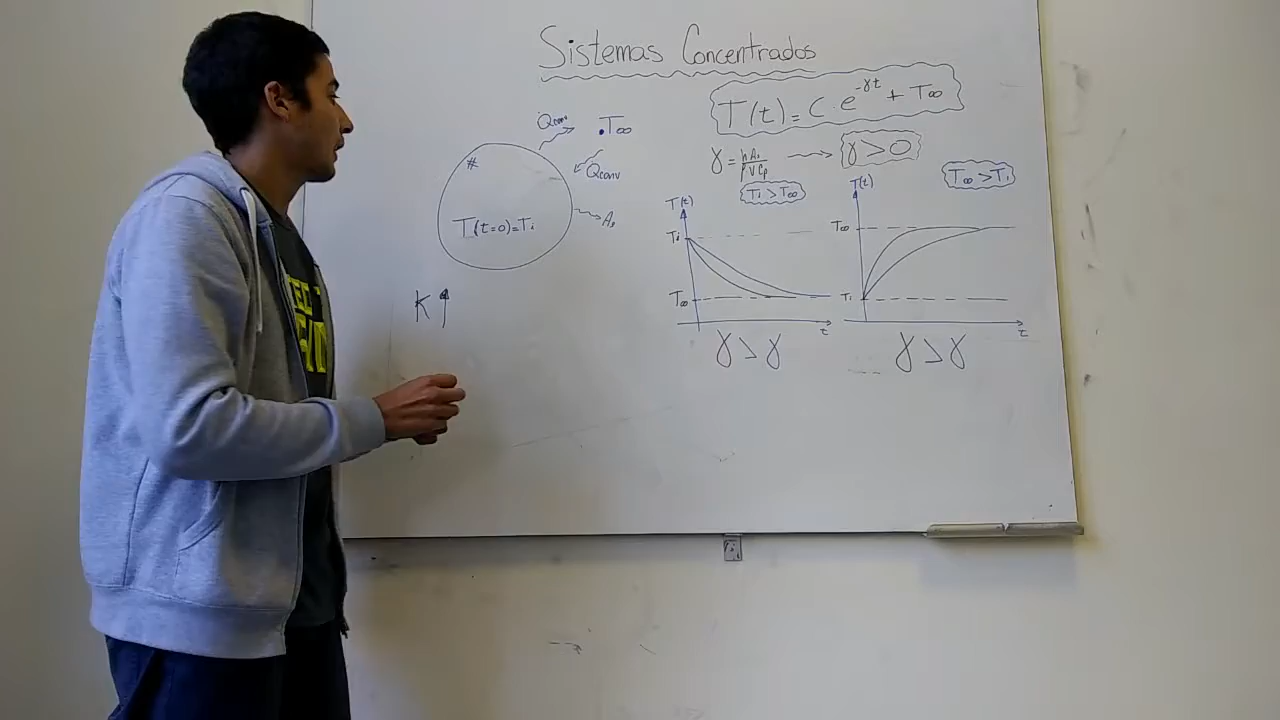 Sistemas Concentrados
T(t) = C . e^-γt + T∞
Qconv
.T∞
Qconv
#
T(t=0)=Ti
As
γ = hAs/ρVCp → γ > 0
Ti > T∞
T∞ > Ti
T(t)
Ti
T∞
t
γ > γ
T(t)
T∞
Ti
t
γ > γ
K ↑